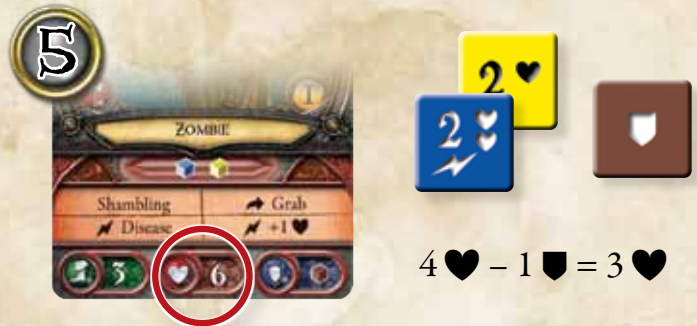 5
1
ZOMBIE
Shambling
Grab
Disease
+1
3
6
2
2
4 – 1 = 3